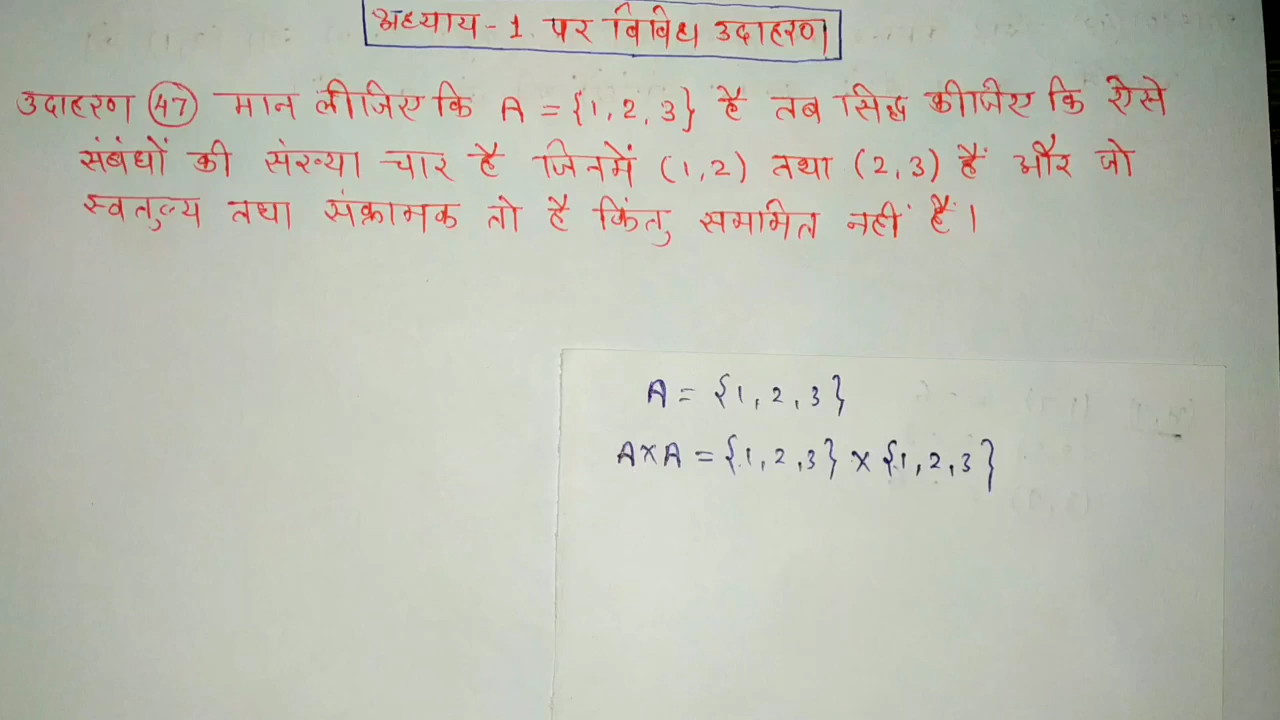 अध्याय-1 पर विविध उदाहरण
उदाहरण (47) मान लीजिए कि A = {1, 2, 3} है तब सिद्ध कीजिए कि ऐसे
संबंधों की संख्या चार है जिनमें (1, 2) तथा (2, 3) हैं और जो
स्वतुल्य तथा संक्रामक तो है किंतु सममित नहीं हैं।
A = {1, 2, 3}
A×A = {1, 2, 3} × {1, 2, 3}